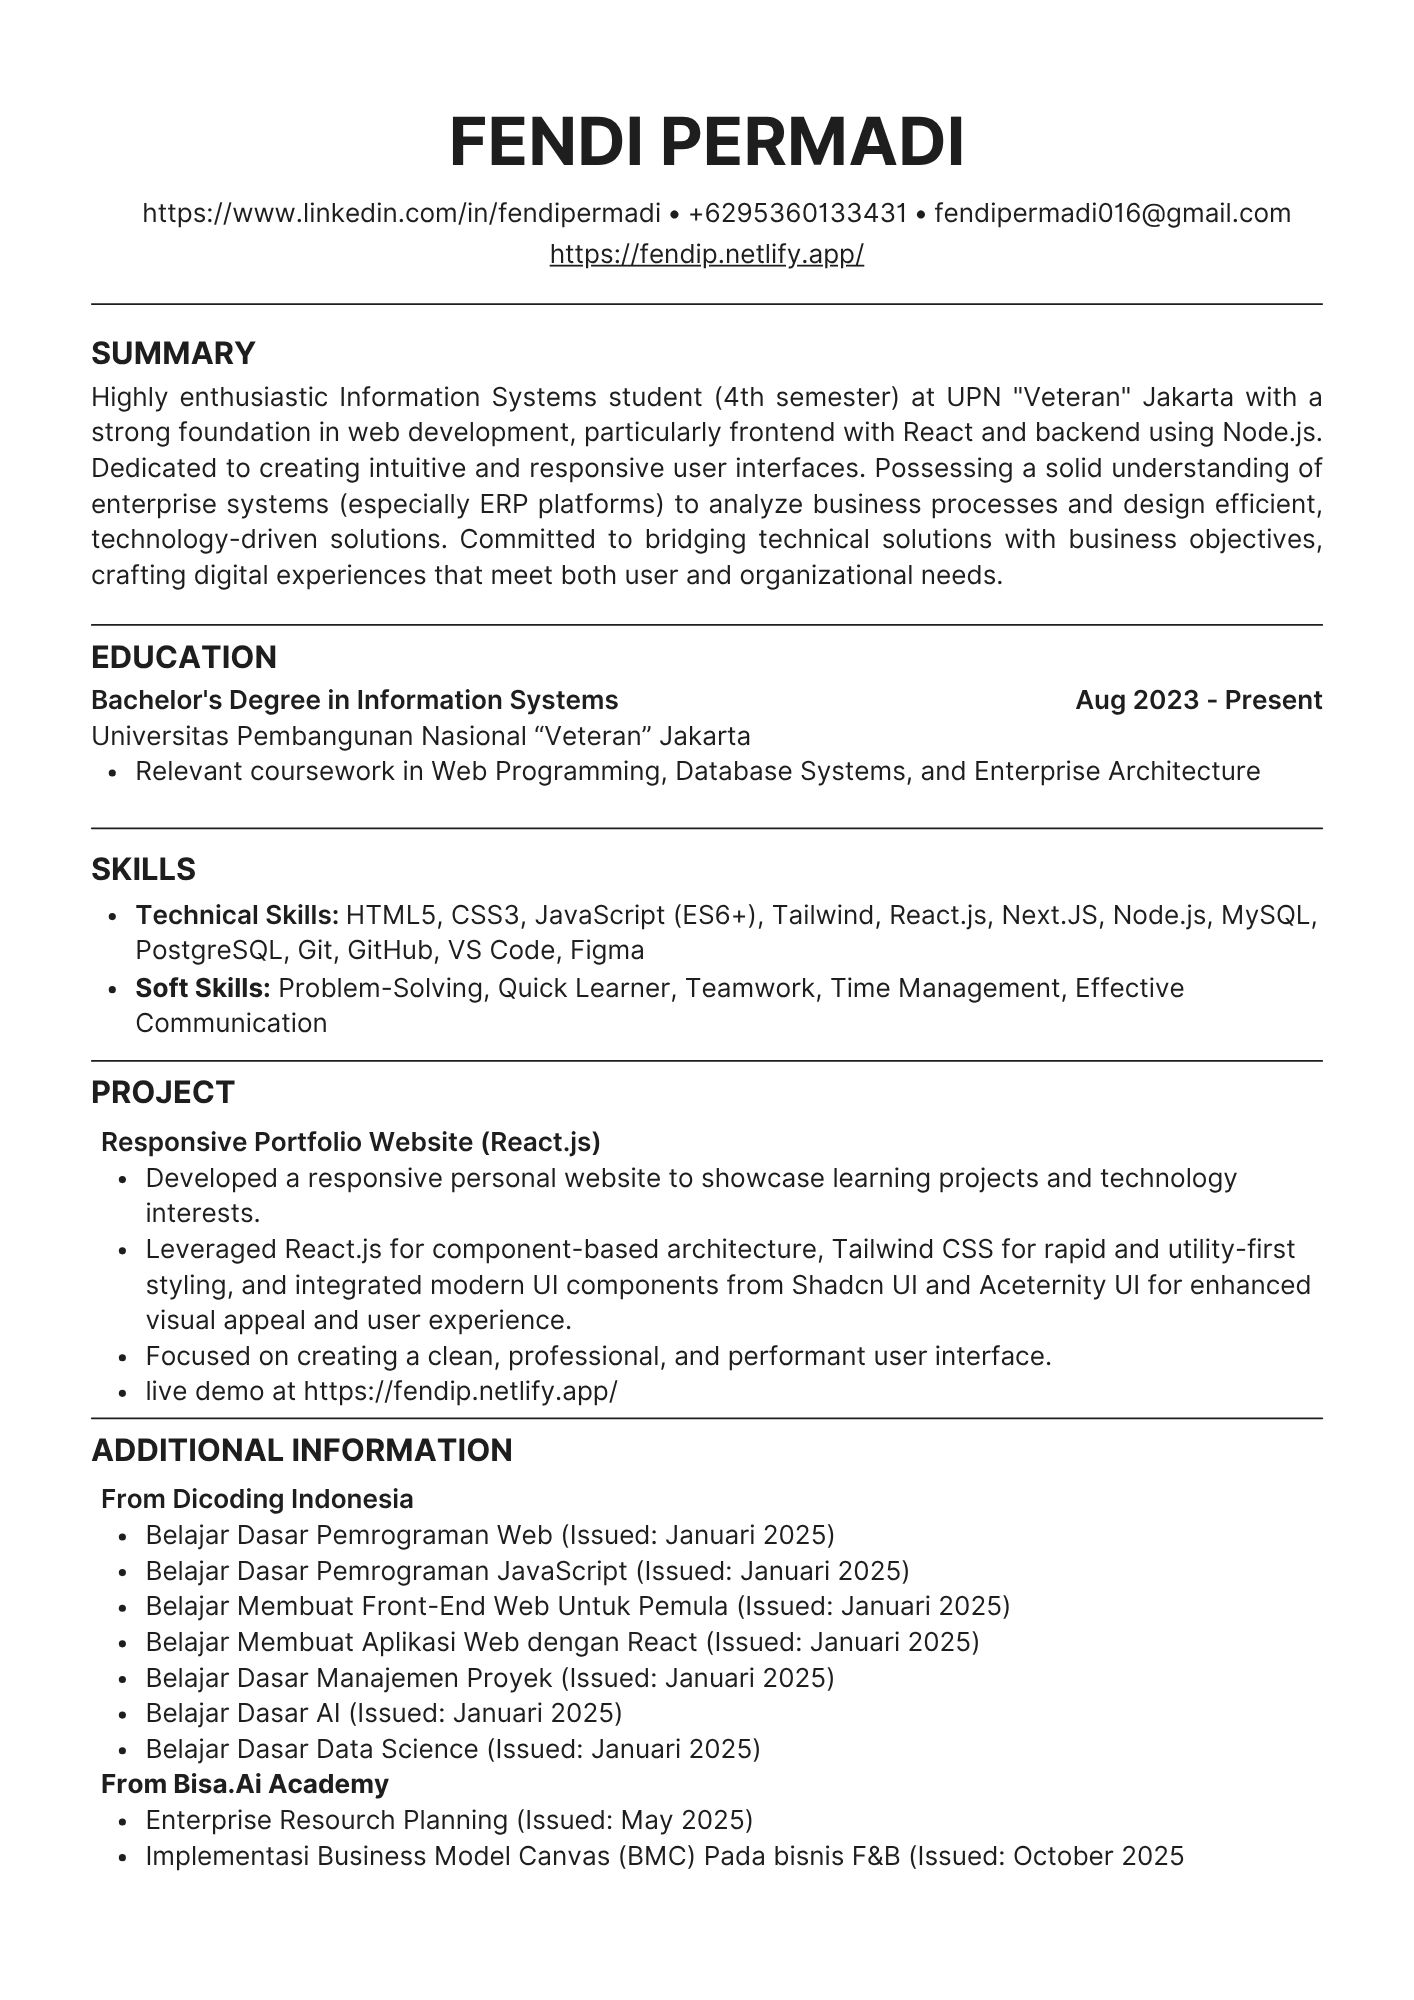 FENDI PERMADI
https://www.linkedin.com/in/fendipermadi • +6295360133431 • fendipermadi016@gmail.com
https://fendip.netlify.app/
SUMMARY
Highly enthusiastic Information Systems student (4th semester) at UPN "Veteran" Jakarta with a
strong foundation in web development, particularly frontend with React and backend using Node.js.
Dedicated to creating intuitive and responsive user interfaces. Possessing a solid understanding of
enterprise systems (especially ERP platforms) to analyze business processes and design efficient,
technology-driven solutions. Committed to bridging technical solutions with business objectives,
crafting digital experiences that meet both user and organizational needs.
EDUCATION
Bachelor's Degree in Information Systems Aug 2023 - Present
Universitas Pembangunan Nasional “Veteran” Jakarta
• Relevant coursework in Web Programming, Database Systems, and Enterprise Architecture
SKILLS
• Technical Skills: HTML5, CSS3, JavaScript (ES6+), Tailwind, React.js, Next.JS, Node.js, MySQL,
PostgreSQL, Git, GitHub, VS Code, Figma
• Soft Skills: Problem-Solving, Quick Learner, Teamwork, Time Management, Effective
Communication
PROJECT
Responsive Portfolio Website (React.js)
• Developed a responsive personal website to showcase learning projects and technology
interests.
• Leveraged React.js for component-based architecture, Tailwind CSS for rapid and utility-first
styling, and integrated modern UI components from Shadcn UI and Aceternity UI for enhanced
visual appeal and user experience.
• Focused on creating a clean, professional, and performant user interface.
• live demo at https://fendip.netlify.app/
ADDITIONAL INFORMATION
From Dicoding Indonesia
• Belajar Dasar Pemrograman Web (Issued: Januari 2025)
• Belajar Dasar Pemrograman JavaScript (Issued: Januari 2025)
• Belajar Membuat Front-End Web Untuk Pemula (Issued: Januari 2025)
• Belajar Membuat Aplikasi Web dengan React (Issued: Januari 2025)
• Belajar Dasar Manajemen Proyek (Issued: Januari 2025)
• Belajar Dasar AI (Issued: Januari 2025)
• Belajar Dasar Data Science (Issued: Januari 2025)
From Bisa.Ai Academy
• Enterprise Resourch Planning (Issued: May 2025)
• Implementasi Business Model Canvas (BMC) Pada bisnis F&B (Issued: October 2025